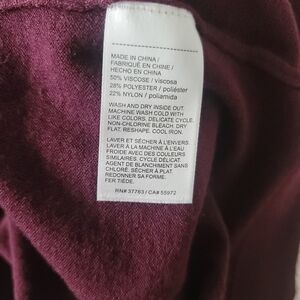 MADE IN CHINA /
FABRIQUÉ EN CHINE /
HECHO EN CHINA
50% VISCOSE / viscosa
28% POLYESTER / poliéster
22% NYLON / poliamida
WASH AND DRY INSIDE OUT.
MACHINE WASH COLD WITH
LIKE COLORS. DELICATE CYCLE.
NON-CHLORINE BLEACH. DRY
FLAT. RESHAPE. COOL IRON.
LAVER ET SÉCHER À L'ENVERS.
LAVER À LA MACHINE À L'EAU
FROIDE AVEC DES COULEURS
SIMILAIRES. CYCLE DÉLICAT.
AGENT DE BLANCHIMENT SANS
CHLORE. SÉCHER À PLAT.
REDONNER SA FORME.
FER TIÈDE.
RN# 37763 / CA# 55972